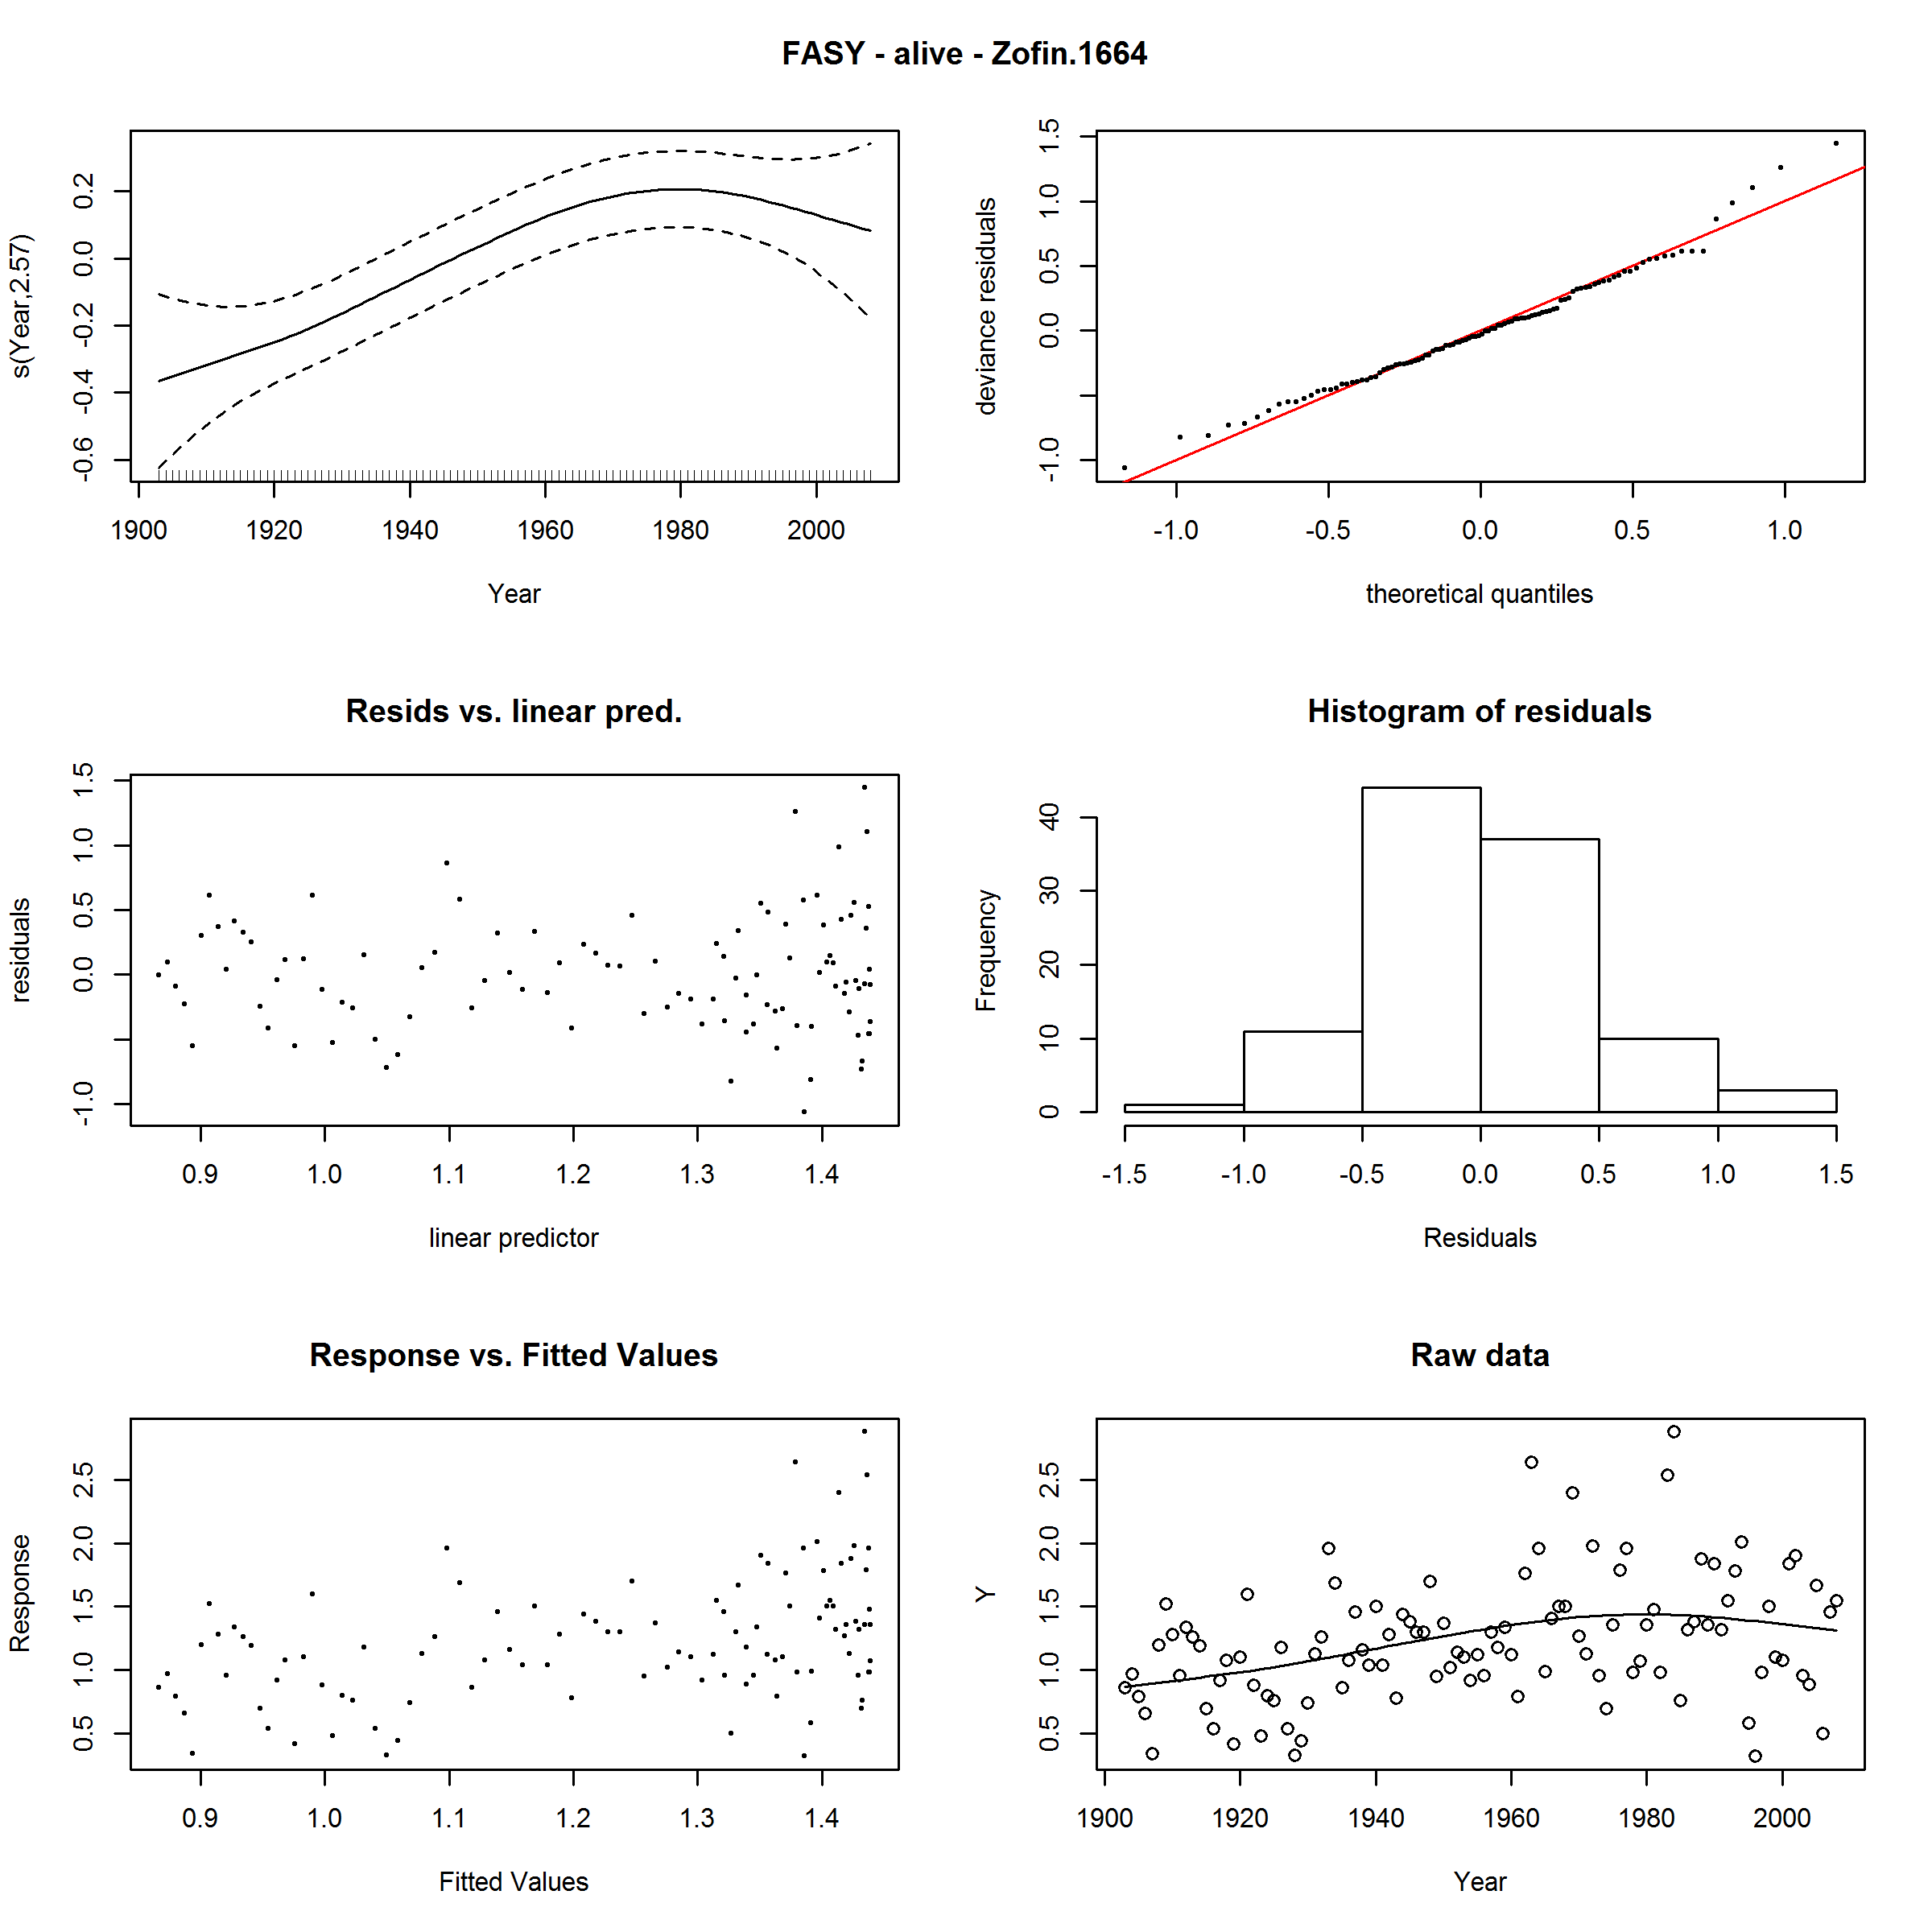 FASY - alive - Zofin.1664
s(Year,2.57)
-0.6 -0.4 -0.2 0.0 0.2
1900 1920 1940 1960 1980 2000
Year
deviance residuals
-1.0 0.0 0.5 1.0 1.5
-1.0 -0.5 0.0 0.5 1.0
theoretical quantiles
Resids vs. linear pred.
residuals
-1.0 0.0 0.5 1.0 1.5
0.9 1.0 1.1 1.2 1.3 1.4
linear predictor
Histogram of residuals
Frequency
0 10 20 30 40
-1.5 -1.0 -0.5 0.0 0.5 1.0 1.5
Residuals
Response vs. Fitted Values
Response
0.5 1.0 1.5 2.0 2.5
0.9 1.0 1.1 1.2 1.3 1.4
Fitted Values
Raw data
Y
0.5 1.0 1.5 2.0 2.5
1900 1920 1940 1960 1980 2000
Year